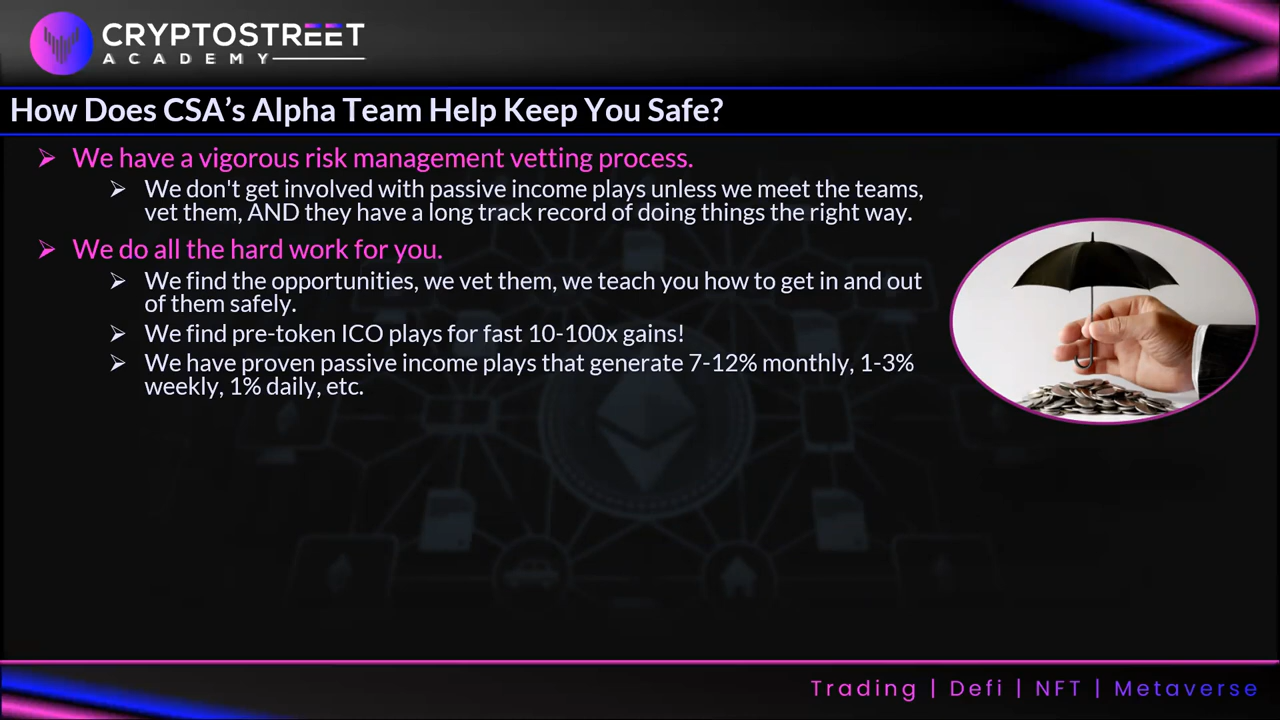 CRYPTOSTREET
ACADEMY
How Does CSA’s Alpha Team Help Keep You Safe?
We have a vigorous risk management vetting process.
We don't get involved with passive income plays unless we meet the teams,
vet them, AND they have a long track record of doing things the right way.
We do all the hard work for you.
We find the opportunities, we vet them, we teach you how to get in and out
of them safely.
We find pre-token ICO plays for fast 10-100x gains!
We have proven passive income plays that generate 7-12% monthly, 1-3%
weekly, 1% daily, etc.
Trading | Defi | NFT | Metaverse